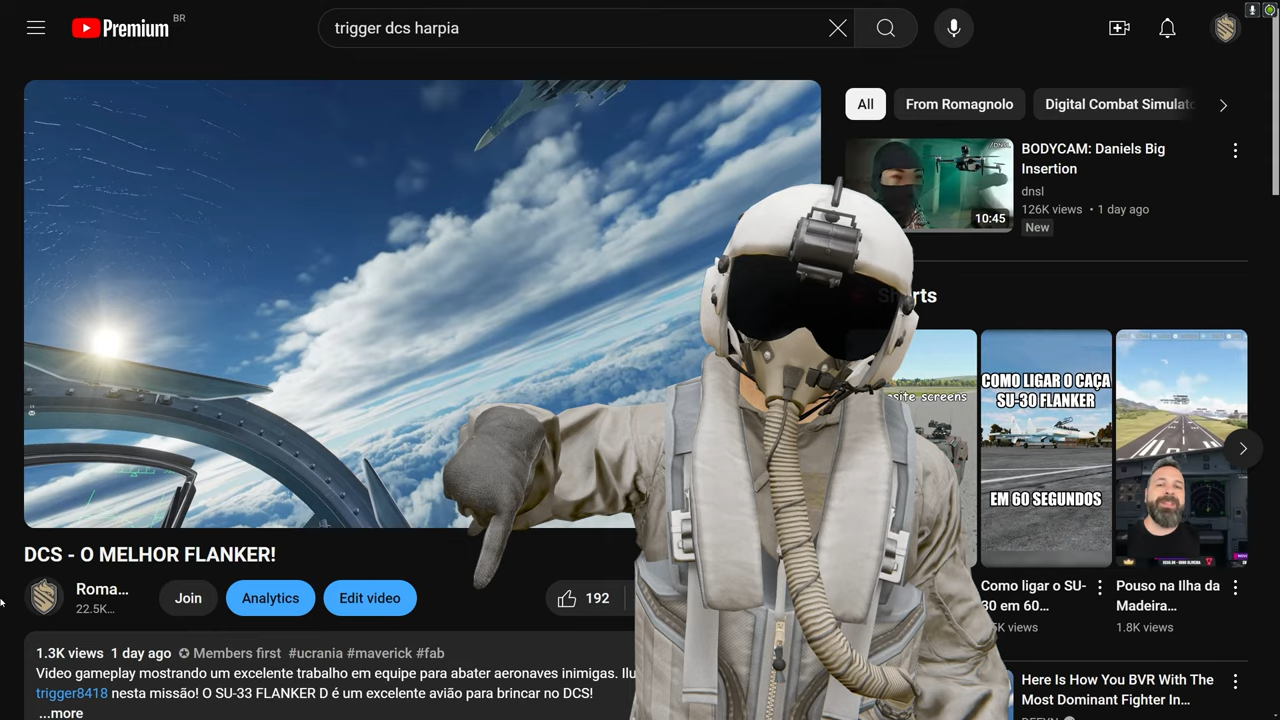 Premium BR
trigger dcs harpia
All
From Romagnolo
Digital Combat Simulato
BODYCAM: Daniels Big
Insertion
dnsl
126K views • 1 day ago
New
10:45
Shorts
site screens
COMO LIGAR O CAÇA
SU-30 FLANKER
EM 60 SEGUNDOS
Como ligar o SU-
30 em 60...
5K views
Pouso na Ilha da
Madeira...
1.8K views
DCS - O MELHOR FLANKER!
Roma...
22.5K...
Join
Analytics
Edit video
192
1.3K views 1 day ago Members first #ucrania #maverick #fab
Video gameplay mostrando um excelente trabalho em equipe para abater aeronaves inimigas. Ilu
trigger8418 nesta missão! O SU-33 FLANKER D é um excelente avião para brincar no DCS!
...more
Here Is How You BVR With The
Most Dominant Fighter In...